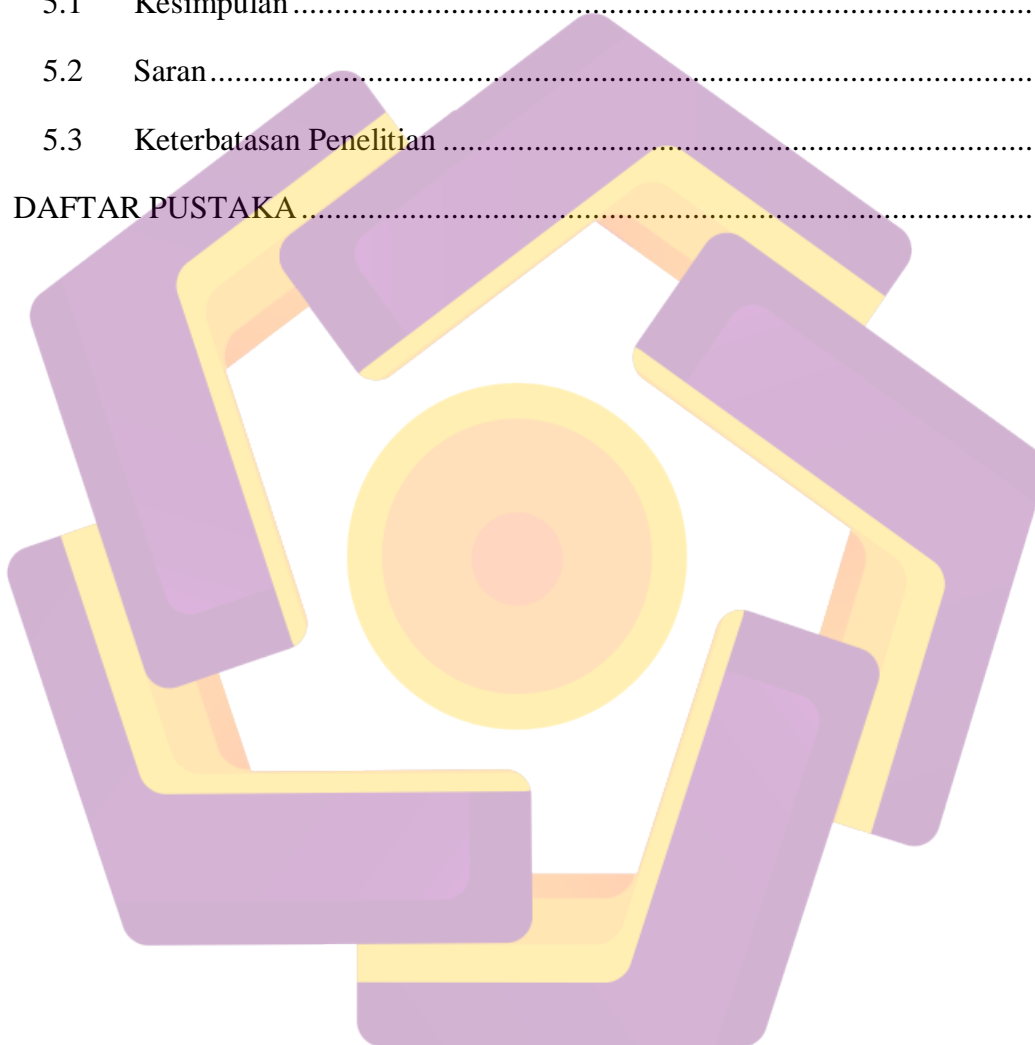 5.1 Kesimpulan................................................................................................
5.2 Saran................................................................................................
5.3 Keterbatasan Penelitian................................................................................................
DAFTAR PUSTAKA................................................................................................